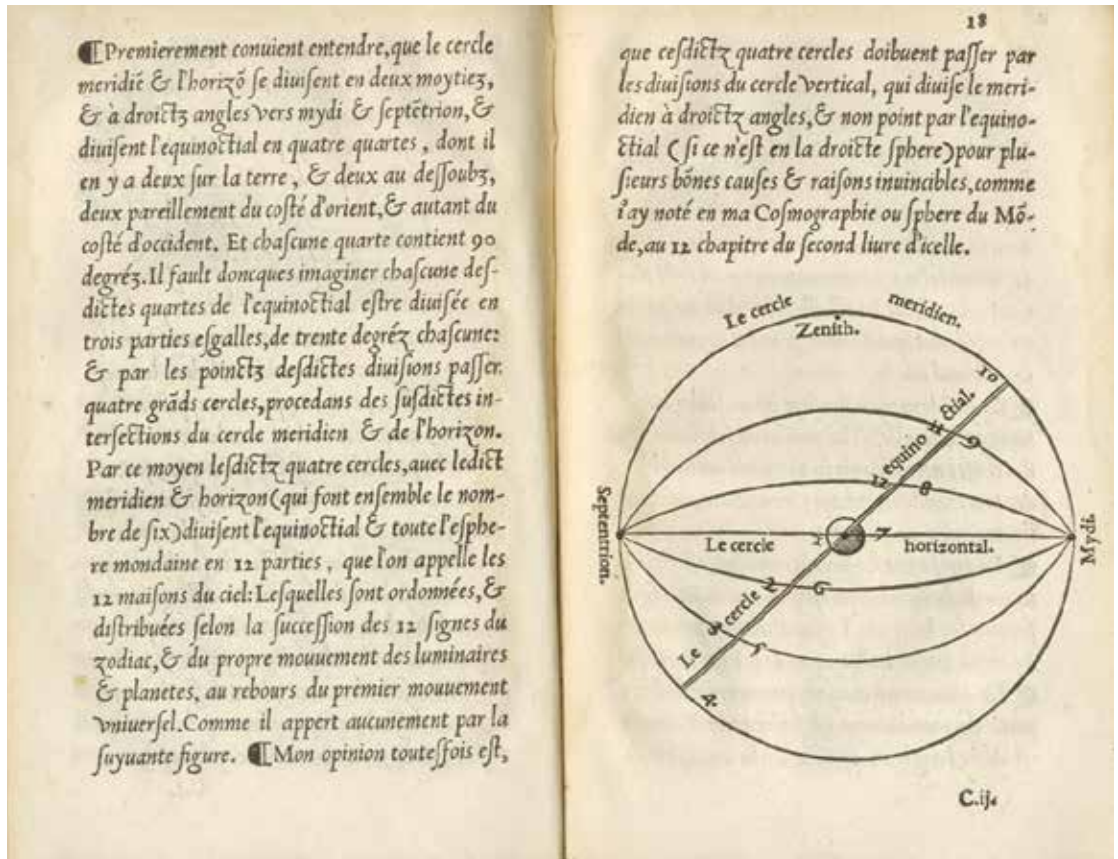 ¶Premierement conuient entendre,que le cercle
meridiẽ & l'horizõ ſe diuiſent en deux moytiez,
& à droictz angles vers mydi & ſeptẽtrion,&
diuiſent l'equinoctial en quatre quartes , dont il
en y a deux ſur la terre , & deux au deſſoubz,
deux pareillement du coſté d'orient,& autant du
coſté d'occident. Et chaſcune quarte contient 90
degréz.Il fault doncques imaginer chaſcune deſ-
dictes quartes de l'equinoctial eſtre diuiſée en
trois parties eſgalles,de trente degréz chaſcune:
& par les poinctz deſdictes diuiſions paſſer
quatre grãds cercles,procedans des ſuſdictes in-
terſections du cercle meridien & de l'horizon.
Par ce moyen leſdictz quatre cercles,auec ledict
meridien & horizon(qui font enſemble le nom-
bre de ſix)diuiſent l'equinoctial & toute l'eſphe-
re mondaine en 12 parties , que l'on appelle les
12 maiſons du ciel:Leſquelles ſont ordonnées,&
diſtribuées ſelon la ſucceſſion des 12 ſignes du
zodiac,& du propre mouuement des luminaires
& planetes, au rebours du premier mouuement
vniuerſel.Comme il appert aucunement par la
ſuyuante figure. ¶Mon opinion touteſfois eſt,
18
que ceſdictz quatre cercles doibuent paſſer par
les diuiſions du cercle vertical, qui diuiſe le meri-
dien à droictz angles,& non point par l'equino-
ctial ( ſi ce n'eſt en la droicte ſphere)pour plu-
ſieurs bõnes cauſes & raiſons inuincibles,comme
i'ay noté en ma Coſmographie ou ſphere du Mõ-
de,au 12 chapitre du ſecond liure d'icelle.
Le cercle meridien.
Zenith.
10
equino ctial.
11 9
12 8
Septentrion.
Mydi.
Le cercle 1 7 horizontal.
2 6
Le cercle
3 5
4
C.ij.